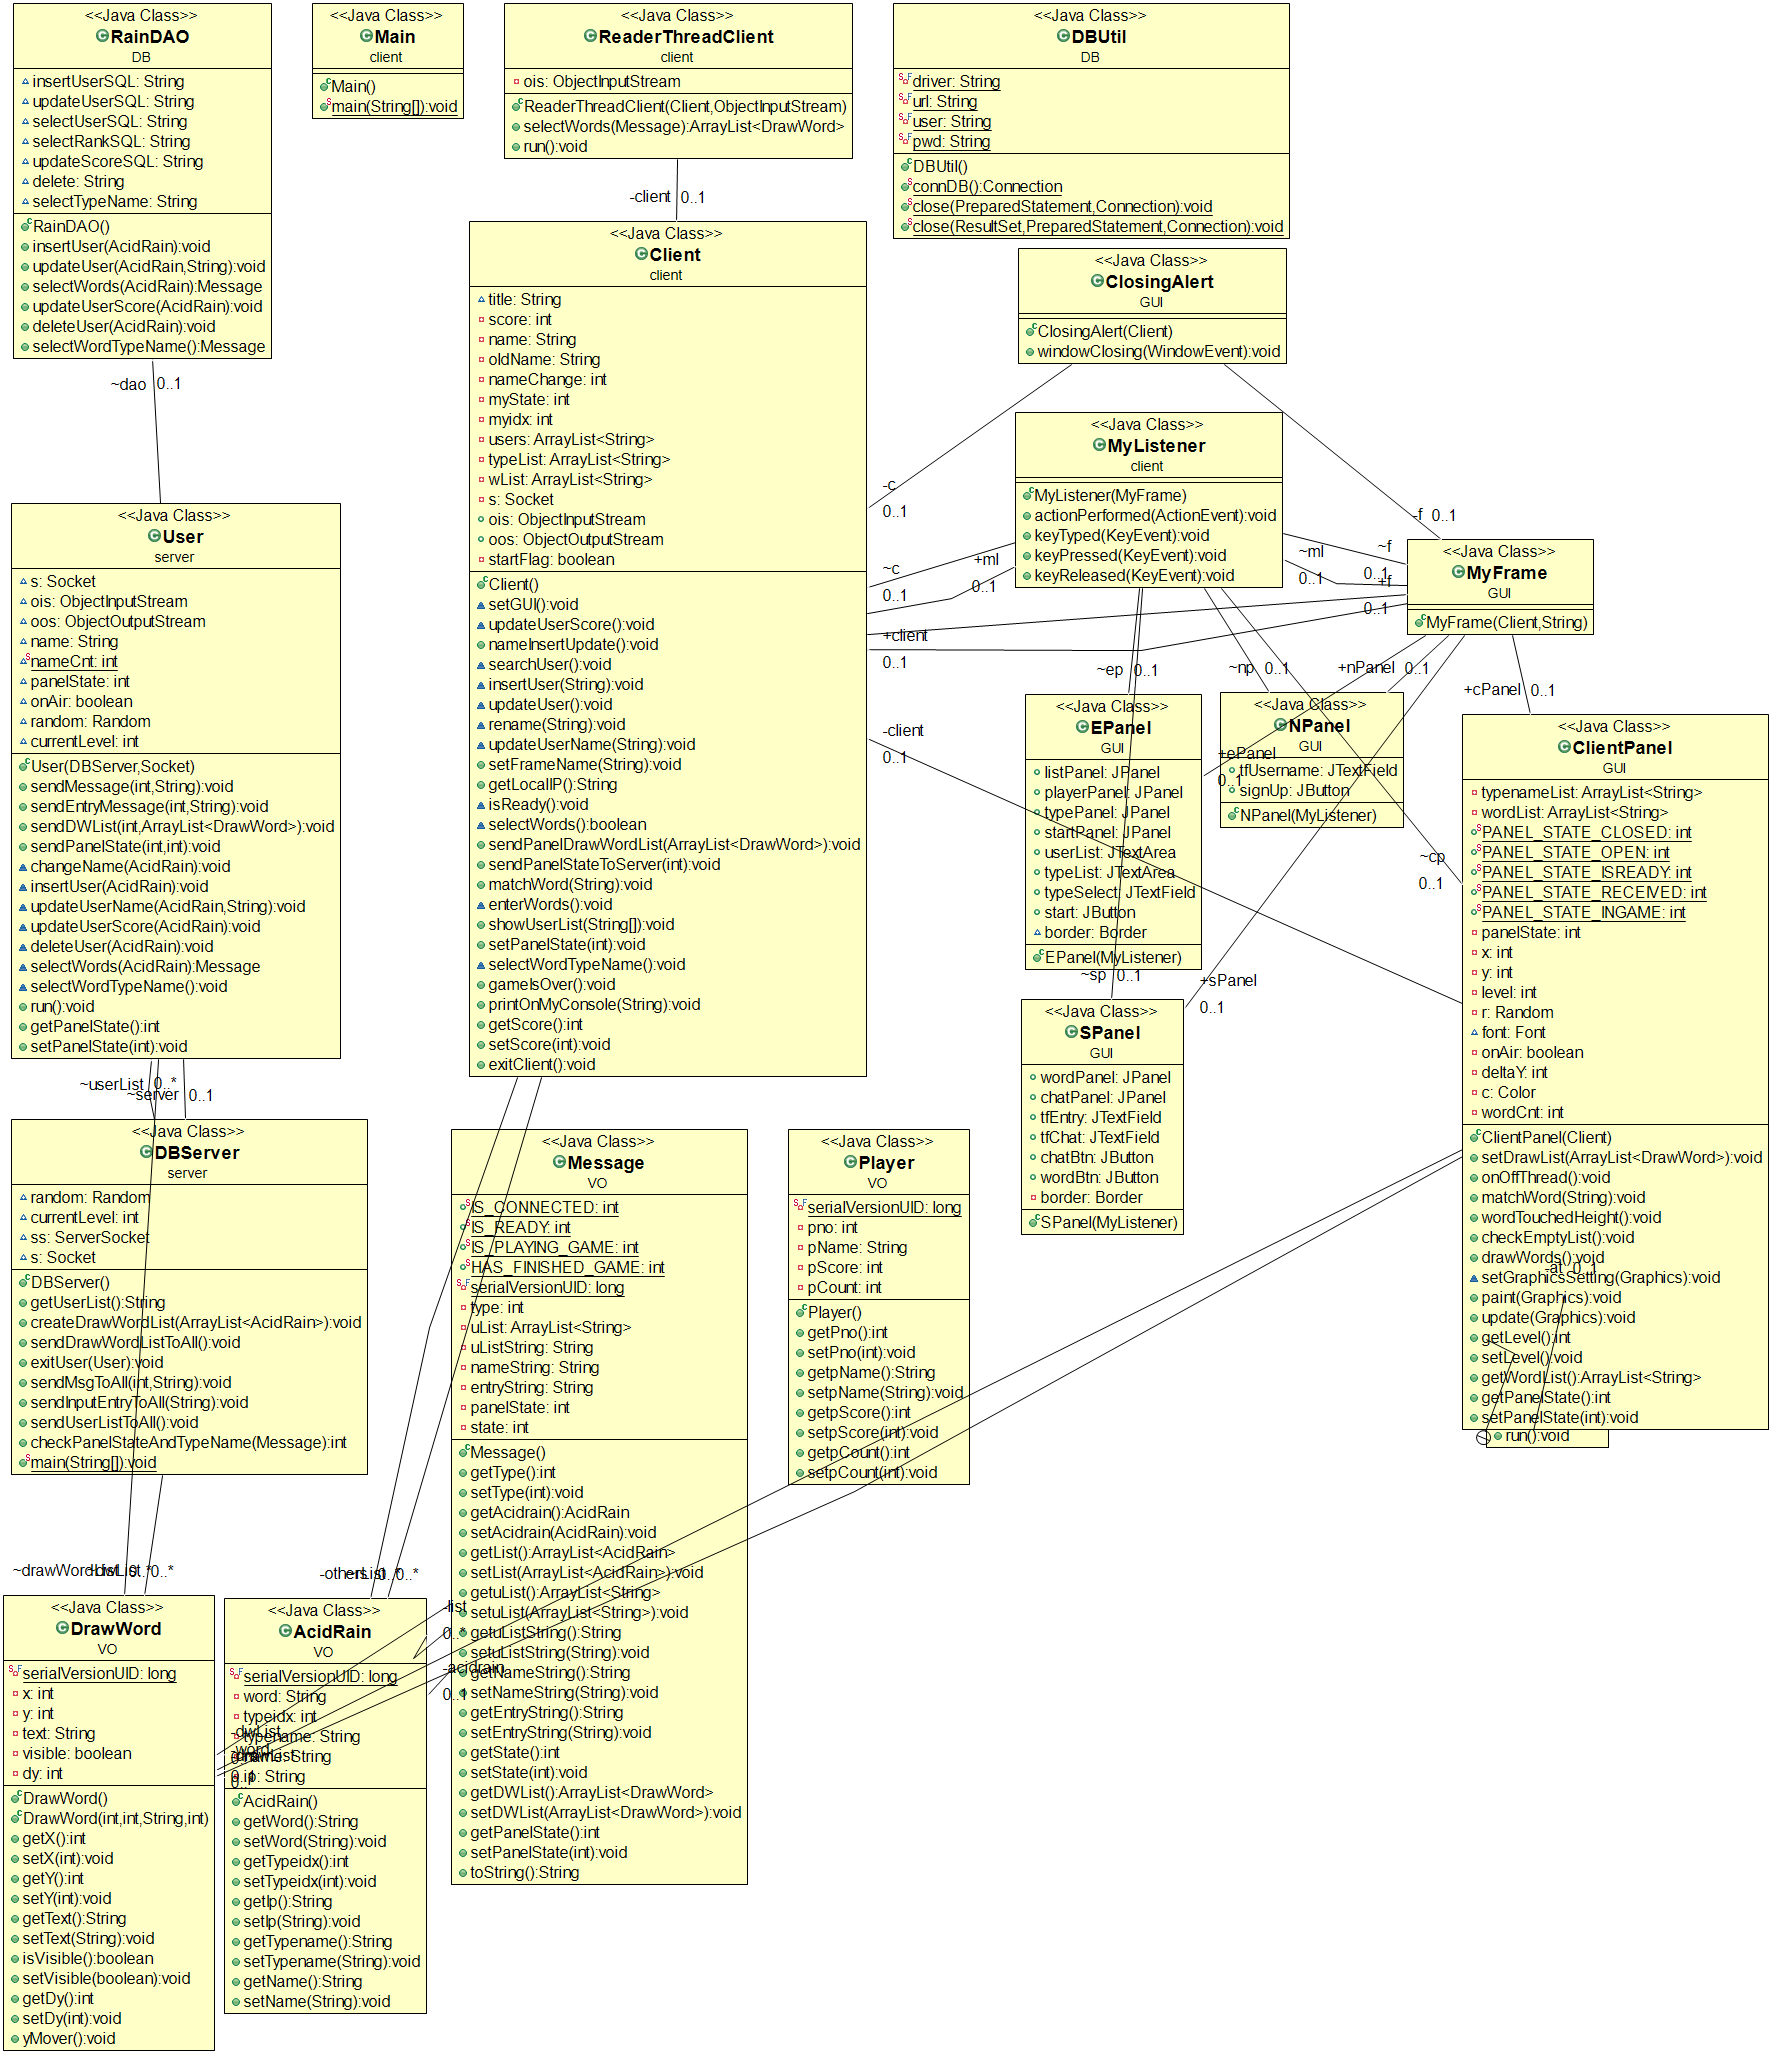 <<Java Class>>
RainDAO
DB
insertUserSQL: String
updateUserSQL: String
selectUserSQL: String
selectRankSQL: String
updateScoreSQL: String
delete: String
selectTypeName: String
RainDAO()
insertUser(AcidRain):void
updateUser(AcidRain,String):void
selectWords(AcidRain):Message
updateUserScore(AcidRain):void
deleteUser(AcidRain):void
selectWordTypeName():Message
~dao 0..1
<<Java Class>>
Main
client
Main()
main(String[]):void
<<Java Class>>
ReaderThreadClient
client
ois: ObjectInputStream
ReaderThreadClient(Client,ObjectInputStream)
selectWords(Message):ArrayList<DrawWord>
run():void
-client 0..1
<<Java Class>>
DBUtil
DB
driver: String
url: String
user: String
pwd: String
DBUtil()
connDB():Connection
close(PreparedStatement,Connection):void
close(ResultSet,PreparedStatement,Connection):void
<<Java Class>>
ClosingAlert
GUI
ClosingAlert(Client)
windowClosing(WindowEvent):void
-c
0..1
-f 0..1
<<Java Class>>
Client
client
title: String
score: int
name: String
oldName: String
nameChange: int
myState: int
myidx: int
users: ArrayList<String>
typeList: ArrayList<String>
wList: ArrayList<String>
s: Socket
ois: ObjectInputStream
oos: ObjectOutputStream
startFlag: boolean
Client()
setGUI():void
updateUserScore():void
nameInsertUpdate():void
searchUser():void
insertUser(String):void
updateUser():void
rename(String):void
updateUserName(String):void
setFrameName(String):void
getLocalIP():String
isReady():void
selectWords():boolean
sendPanelDrawWordList(ArrayList<DrawWord>):void
sendPanelStateToServer(int):void
matchWord(String):void
enterWords():void
showUserList(String[]):void
setPanelState(int):void
selectWordTypeName():void
gameIsOver():void
printOnMyConsole(String):void
getScore():int
setScore(int):void
exitClient():void
<<Java Class>>
MyListener
client
MyListener(MyFrame)
actionPerformed(ActionEvent):void
keyTyped(KeyEvent):void
keyPressed(KeyEvent):void
keyReleased(KeyEvent):void
~c
0..1
+ml
0..1
~ml
0..1
~f
0..1
+f
0..1
+client
0..1
-client
0..1
<<Java Class>>
MyFrame
GUI
MyFrame(Client,String)
~ep 0..1
~np 0..1
+nPanel 0..1
+cPanel 0..1
<<Java Class>>
EPanel
GUI
listPanel: JPanel
playerPanel: JPanel
typePanel: JPanel
startPanel: JPanel
userList: JTextArea
typeList: JTextArea
typeSelect: JTextField
start: JButton
border: Border
EPanel(MyListener)
<<Java Class>>
NPanel
GUI
tfUsername: JTextField
signUp: JButton
NPanel(MyListener)
+ePanel
0..1
~cp
0..1
~sp 0..1
+sPanel
0..1
<<Java Class>>
SPanel
GUI
wordPanel: JPanel
chatPanel: JPanel
tfEntry: JTextField
tfChat: JTextField
chatBtn: JButton
wordBtn: JButton
border: Border
SPanel(MyListener)
<<Java Class>>
ClientPanel
GUI
typenameList: ArrayList<String>
wordList: ArrayList<String>
PANEL_STATE_CLOSED: int
PANEL_STATE_OPEN: int
PANEL_STATE_ISREADY: int
PANEL_STATE_RECEIVED: int
PANEL_STATE_INGAME: int
panelState: int
x: int
y: int
level: int
r: Random
font: Font
onAir: boolean
deltaY: int
c: Color
wordCnt: int
ClientPanel(Client)
setDrawList(ArrayList<DrawWord>):void
onOffThread():void
matchWord(String):void
wordTouchedHeight():void
checkEmptyList():void
drawWords():void
-at 0..1
setGraphicsSetting(Graphics):void
paint(Graphics):void
update(Graphics):void
getLevel():int
setLevel():void
getWordList():ArrayList<String>
getPanelState():int
setPanelState(int):void
run():void
<<Java Class>>
User
server
s: Socket
ois: ObjectInputStream
oos: ObjectOutputStream
name: String
nameCnt: int
panelState: int
onAir: boolean
random: Random
currentLevel: int
User(DBServer,Socket)
sendMessage(int,String):void
sendEntryMessage(int,String):void
sendDWList(int,ArrayList<DrawWord>):void
sendPanelState(int,int):void
changeName(AcidRain):void
insertUser(AcidRain):void
updateUserName(AcidRain,String):void
updateUserScore(AcidRain):void
deleteUser(AcidRain):void
selectWords(AcidRain):Message
selectWordTypeName():void
run():void
getPanelState():int
setPanelState(int):void
~userList 0..*
~server 0..1
<<Java Class>>
DBServer
server
random: Random
currentLevel: int
ss: ServerSocket
s: Socket
DBServer()
getUserList():String
createDrawWordList(ArrayList<AcidRain>):void
sendDrawWordListToAll():void
exitUser(User):void
sendMsgToAll(int,String):void
sendInputEntryToAll(String):void
sendUserListToAll():void
checkPanelStateAndTypeName(Message):int
main(String[]):void
<<Java Class>>
Message
VO
IS_CONNECTED: int
IS_READY: int
IS_PLAYING_GAME: int
HAS_FINISHED_GAME: int
serialVersionUID: long
type: int
uList: ArrayList<String>
uListString: String
nameString: String
entryString: String
panelState: int
state: int
Message()
getType():int
setType(int):void
getAcidrain():AcidRain
setAcidrain(AcidRain):void
getList():ArrayList<AcidRain>
setList(ArrayList<AcidRain>):void
getuList():ArrayList<String>
setuList(ArrayList<String>):void
getuListString():String
setuListString(String):void
getNameString():String
setNameString(String):void
getEntryString():String
setEntryString(String):void
getState():int
setState(int):void
getDWList():ArrayList<DrawWord>
setDWList(ArrayList<DrawWord>):void
getPanelState():int
setPanelState(int):void
toString():String
<<Java Class>>
Player
VO
serialVersionUID: long
pno: int
pName: String
pScore: int
pCount: int
Player()
getPno():int
setPno(int):void
getpName():String
setpName(String):void
getpScore():int
setpScore(int):void
getpCount():int
setpCount(int):void
0..*
-list
0..*
-acidrain
0..1
<<Java Class>>
DrawWord
VO
serialVersionUID: long
x: int
y: int
text: String
visible: boolean
dy: int
DrawWord()
DrawWord(int,int,String,int)
getX():int
setX(int):void
getY():int
setY(int):void
getText():String
setText(String):void
isVisible():boolean
setVisible(boolean):void
getDy():int
setDy(int):void
yMover():void
<<Java Class>>
AcidRain
VO
serialVersionUID: long
word: String
typeidx: int
typename: String
name: String
ip: String
AcidRain()
getWord():String
setWord(String):void
getTypeidx():int
setTypeidx(int):void
getIp():String
setIp(String):void
getTypename():String
setTypename(String):void
getName():String
setName(String):void